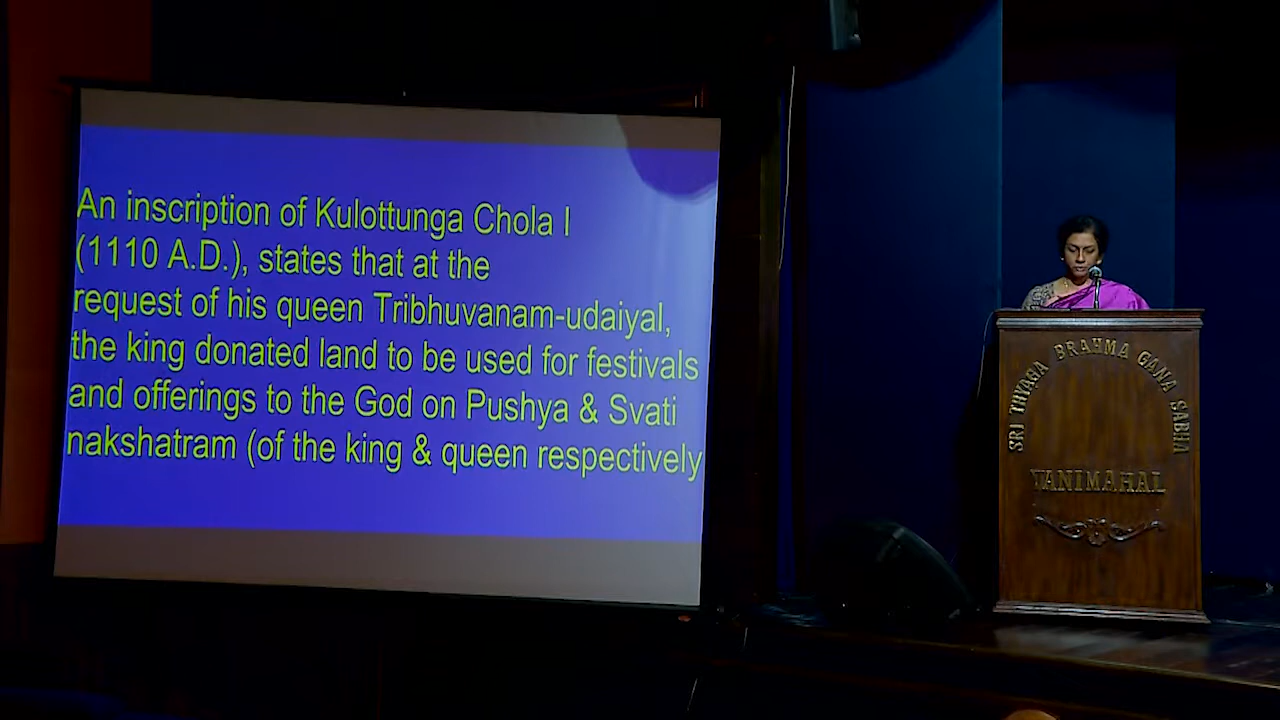 An inscription of Kulottunga Chola I
(1110 A.D.), states that at the
request of his queen Tribhuvanam-udaiyal,
the king donated land to be used for festivals
and offerings to the God on Pushya & Svati
nakshatram (of the king & queen respectively
SRI THYAGA BRAHMA GANA SABHA
VANIMAHAL